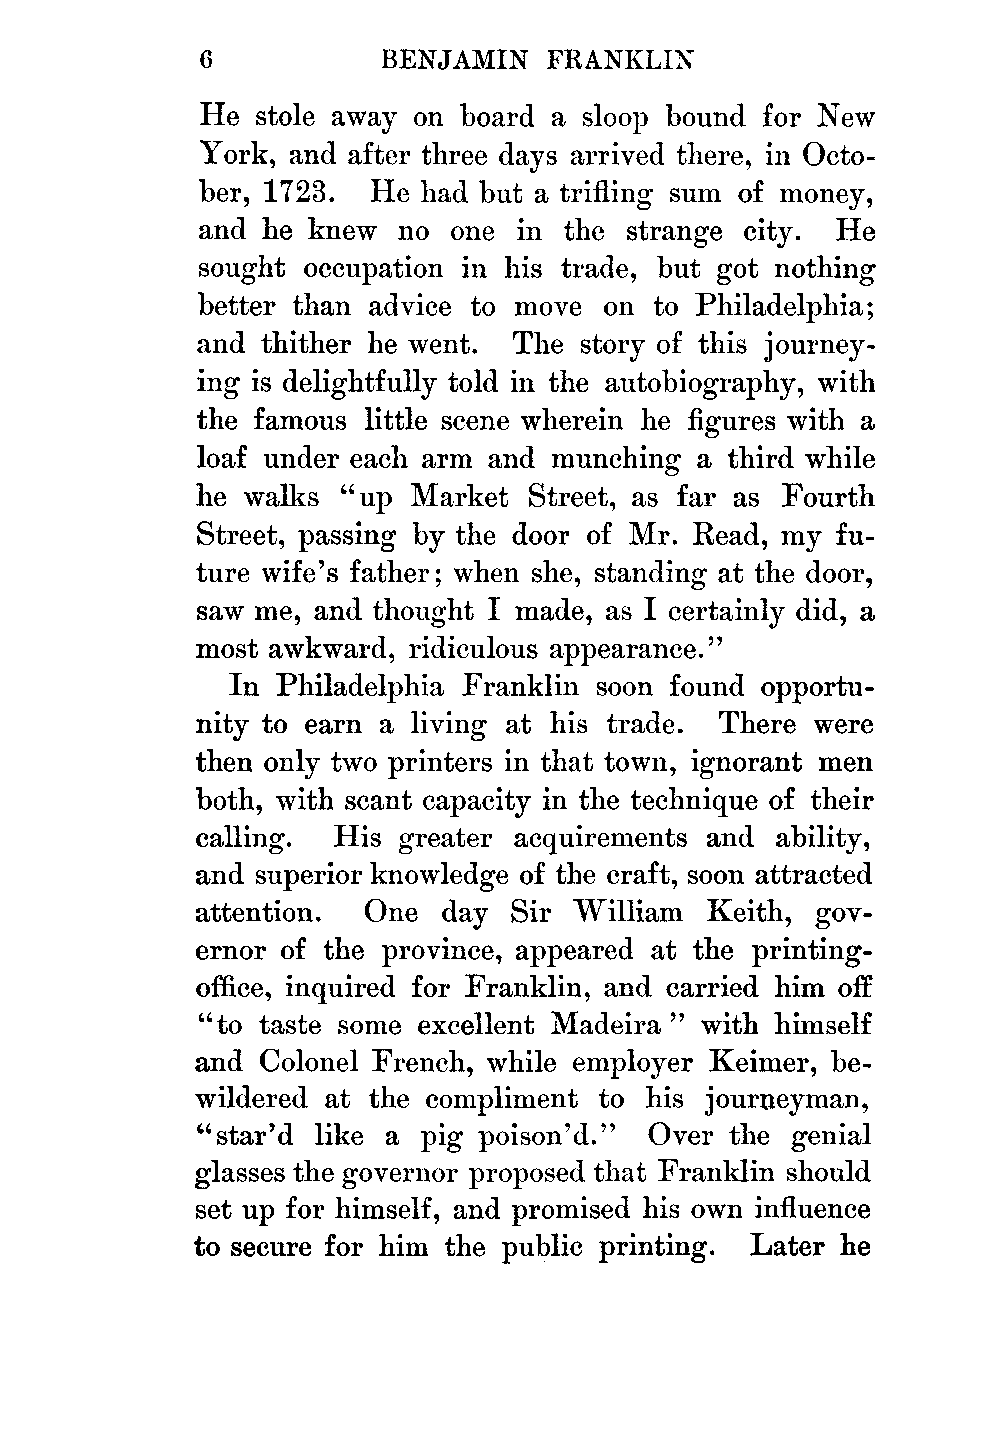 6 BENJAMIN FRANKLIN
He stole away on board a sloop bound for New
York, and after three days arrived there, in Octo-
ber, 1723. He had but a trifling sum of money,
and he knew no one in the strange city. He
sought occupation in his trade, but got nothing
better than advice to move on to Philadelphia;
and thither he went. The story of this journey-
ing is delightfully told in the autobiography, with
the famous little scene wherein he figures with a
loaf under each arm and munching a third while
he walks “up Market Street, as far as Fourth
Street, passing by the door of Mr. Read, my fu-
ture wife’s father; when she, standing at the door,
saw me, and thought I made, as I certainly did, a
most awkward, ridiculous appearance.”
In Philadelphia Franklin soon found opportu-
nity to earn a living at his trade. There were
then only two printers in that town, ignorant men
both, with scant capacity in the technique of their
calling. His greater acquirements and ability,
and superior knowledge of the craft, soon attracted
attention. One day Sir William Keith, gov-
ernor of the province, appeared at the printing-
office, inquired for Franklin, and carried him off
“to taste some excellent Madeira” with himself
and Colonel French, while employer Keimer, be-
wildered at the compliment to his journeyman,
“star’d like a pig poison’d.” Over the genial
glasses the governor proposed that Franklin should
set up for himself, and promised his own influence
to secure for him the public printing. Later he